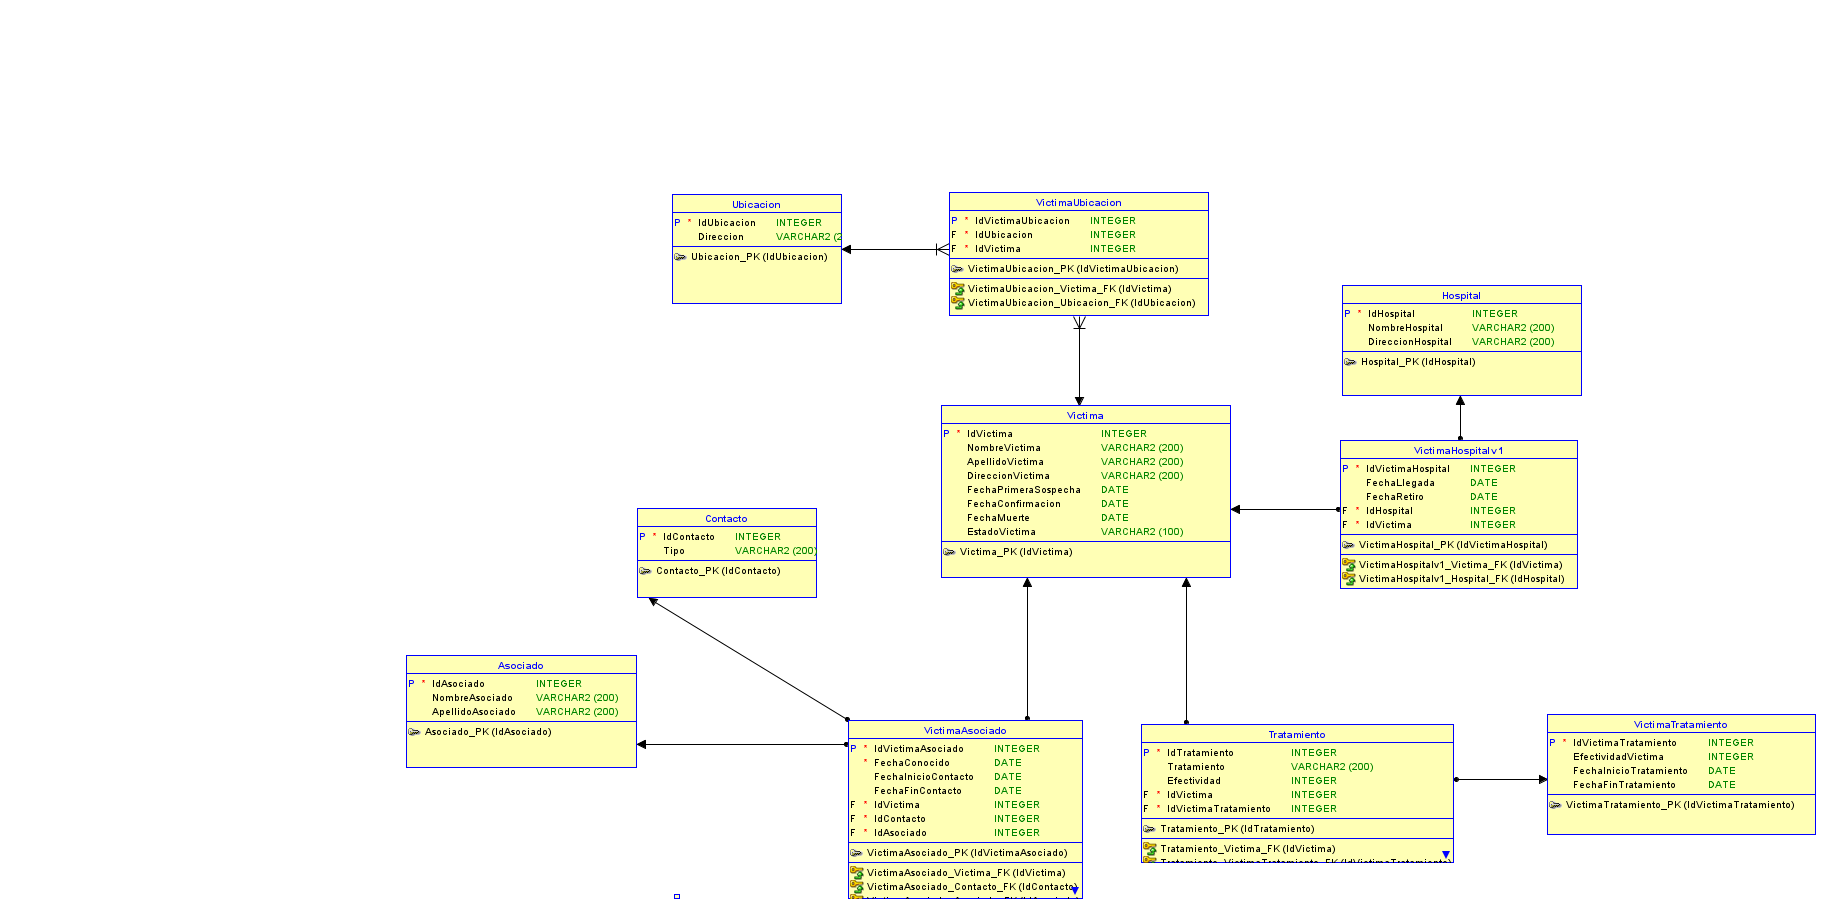 Ubicacion
P * IdUbicacion INTEGER
Direccion VARCHAR2 (2
Ubicacion_PK (IdUbicacion)
VictimaUbicacion
P * IdVictimaUbicacion INTEGER
F * IdUbicacion INTEGER
F * IdVictima INTEGER
VictimaUbicacion_PK (IdVictimaUbicacion)
VictimaUbicacion_Victima_FK (IdVictima)
VictimaUbicacion_Ubicacion_FK (IdUbicacion)
Hospital
P * IdHospital INTEGER
NombreHospital VARCHAR2 (200)
DireccionHospital VARCHAR2 (200)
Hospital_PK (IdHospital)
Victima
P * IdVictima INTEGER
NombreVictima VARCHAR2 (200)
ApellidoVictima VARCHAR2 (200)
DireccionVictima VARCHAR2 (200)
FechaPrimeraSospecha DATE
FechaConfirmacion DATE
FechaMuerte DATE
EstadoVictima VARCHAR2 (100)
Victima_PK (IdVictima)
VictimaHospitalv1
P * IdVictimaHospital INTEGER
FechaLlegada DATE
FechaRetiro DATE
F * IdHospital INTEGER
F * IdVictima INTEGER
VictimaHospital_PK (IdVictimaHospital)
VictimaHospitalv1_Victima_FK (IdVictima)
VictimaHospitalv1_Hospital_FK (IdHospital)
Contacto
P * IdContacto INTEGER
Tipo VARCHAR2 (200)
Contacto_PK (IdContacto)
Asociado
P * IdAsociado INTEGER
NombreAsociado VARCHAR2 (200)
ApellidoAsociado VARCHAR2 (200)
Asociado_PK (IdAsociado)
VictimaAsociado
P * IdVictimaAsociado INTEGER
* FechaConocido DATE
FechaInicioContacto DATE
FechaFinContacto DATE
F * IdVictima INTEGER
F * IdContacto INTEGER
F * IdAsociado INTEGER
VictimaAsociado_PK (IdVictimaAsociado)
VictimaAsociado_Victima_FK (IdVictima)
VictimaAsociado_Contacto_FK (IdContacto)
Tratamiento
P * IdTratamiento INTEGER
Tratamiento VARCHAR2 (200)
Efectividad INTEGER
F * IdVictima INTEGER
F * IdVictimaTratamiento INTEGER
Tratamiento_PK (IdTratamiento)
Tratamiento_Victima_FK (IdVictima)
Tratamiento_VictimaTratamiento_FK (IdVictimaTratamiento)
VictimaTratamiento
P * IdVictimaTratamiento INTEGER
EfectividadVictima INTEGER
FechaInicioTratamiento DATE
FechaFinTratamiento DATE
VictimaTratamiento_PK (IdVictimaTratamiento)